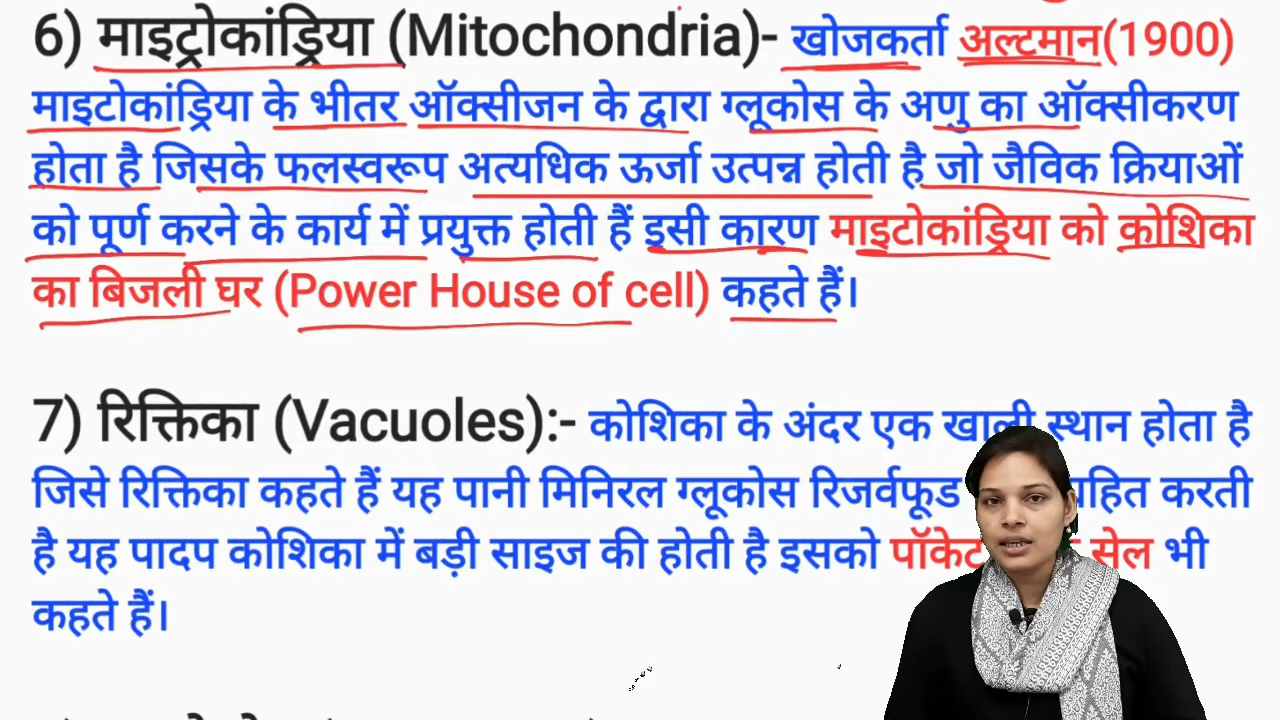 6) माइट्रोकांड्रिया (Mitochondria)- खोजकर्ता अल्टमान(1900)
माइटोकांड्रिया के भीतर ऑक्सीजन के द्वारा ग्लूकोस के अणु का ऑक्सीकरण
होता है जिसके फलस्वरूप अत्यधिक ऊर्जा उत्पन्न होती है जो जैविक क्रियाओं
को पूर्ण करने के कार्य में प्रयुक्त होती हैं इसी कारण माइटोकांड्रिया को कोशिका
का बिजली घर (Power House of cell) कहते हैं।
7) रिक्तिका (Vacuoles):- कोशिका के अंदर एक खाली स्थान होता है
जिसे रिक्तिका कहते हैं यह पानी मिनिरल ग्लूकोस रिजर्वफूड करती
है यह पादप कोशिका में बड़ी साइज की होती है इसको पॉकेट सेल भी
कहते हैं।